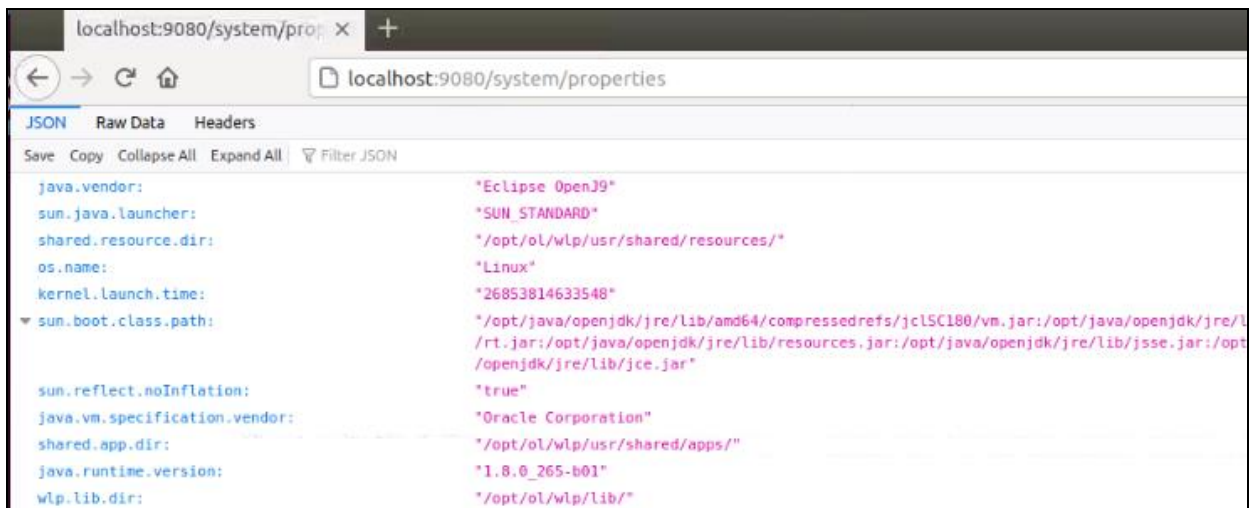 localhost:9080/system/prop
localhost:9080/system/properties
JSON Raw Data Headers
Save Copy Collapse All Expand All Filter JSON
java.vendor: "Eclipse OpenJ9"
sun.java.launcher: "SUN_STANDARD"
shared.resource.dir: "/opt/ol/wlp/usr/shared/resources/"
os.name: "Linux"
kernel.launch.time: "26853814633548"
sun.boot.class.path: "/opt/java/openjdk/jre/lib/amd64/compressedrefs/jclSC180/vm.jar:/opt/java/openjdk/jre/l
/rt.jar:/opt/java/openjdk/jre/lib/resources.jar:/opt/java/openjdk/jre/lib/jsse.jar:/opt
/openjdk/jre/lib/jce.jar"
sun.reflect.noInflation: "true"
java.vm.specification.vendor: "Oracle Corporation"
shared.app.dir: "/opt/ol/wlp/usr/shared/apps/"
java.runtime.version: "1.8.0_265-b01"
wlp.lib.dir: "/opt/ol/wlp/lib/"